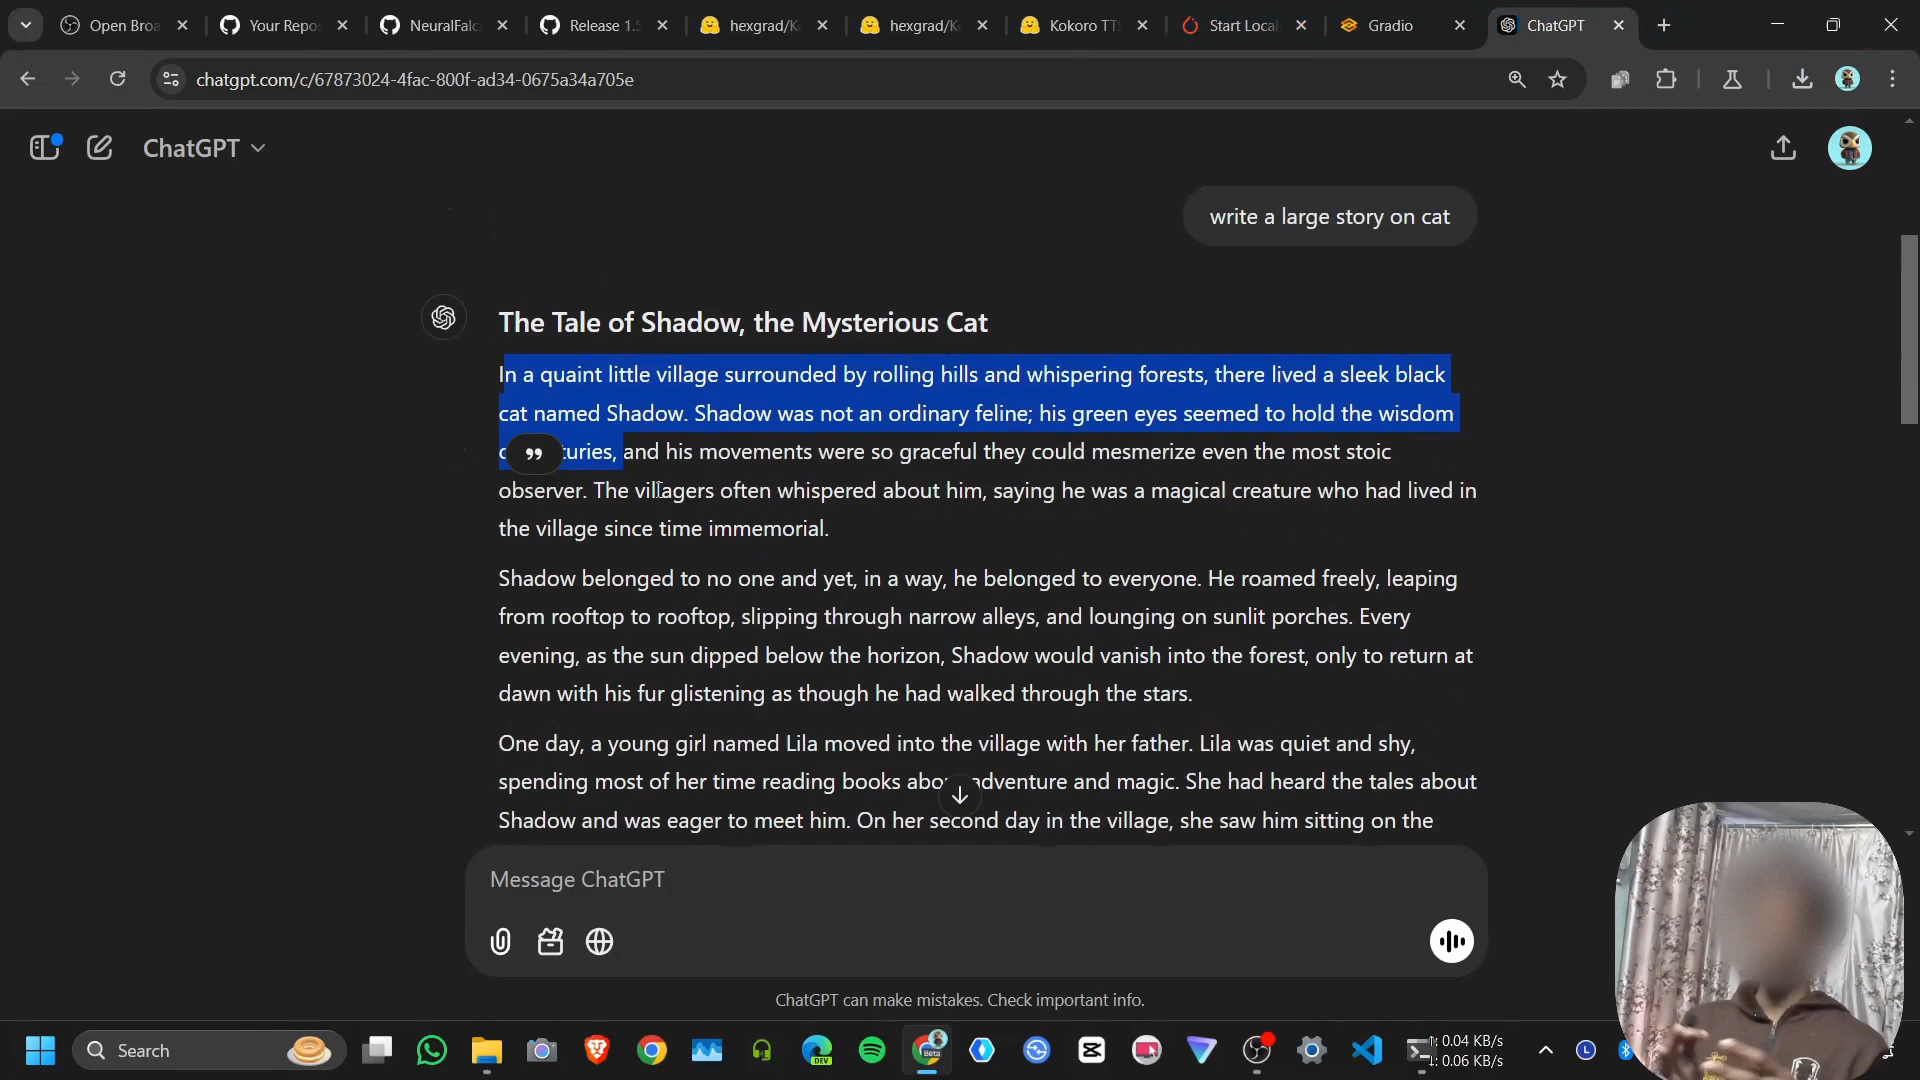 Open Broa
Your Repos
NeuralFalc
Release 1.
hexgrad/K
hexgrad/K
Kokoro TT
Start Local
Gradio
ChatGPT
chatgpt.com/c/67873024-4fac-800f-ad34-0675a34a705e
ChatGPT
write a large story on cat
The Tale of Shadow, the Mysterious Cat
In a quaint little village surrounded by rolling hills and whispering forests, there lived a sleek black
cat named Shadow. Shadow was not an ordinary feline; his green eyes seemed to hold the wisdom
turies, and his movements were so graceful they could mesmerize even the most stoic
observer. The villagers often whispered about him, saying he was a magical creature who had lived in
the village since time immemorial.
Shadow belonged to no one and yet, in a way, he belonged to everyone. He roamed freely, leaping
from rooftop to rooftop, slipping through narrow alleys, and lounging on sunlit porches. Every
evening, as the sun dipped below the horizon, Shadow would vanish into the forest, only to return at
dawn with his fur glistening as though he had walked through the stars.
One day, a young girl named Lila moved into the village with her father. Lila was quiet and shy,
spending most of her time reading books abo adventure and magic. She had heard the tales about
Shadow and was eager to meet him. On her second day in the village, she saw him sitting on the
Message ChatGPT
ChatGPT can make mistakes. Check important info.
Search
Beta
DEV
L
0.04 KB/s
0.06 KB/s